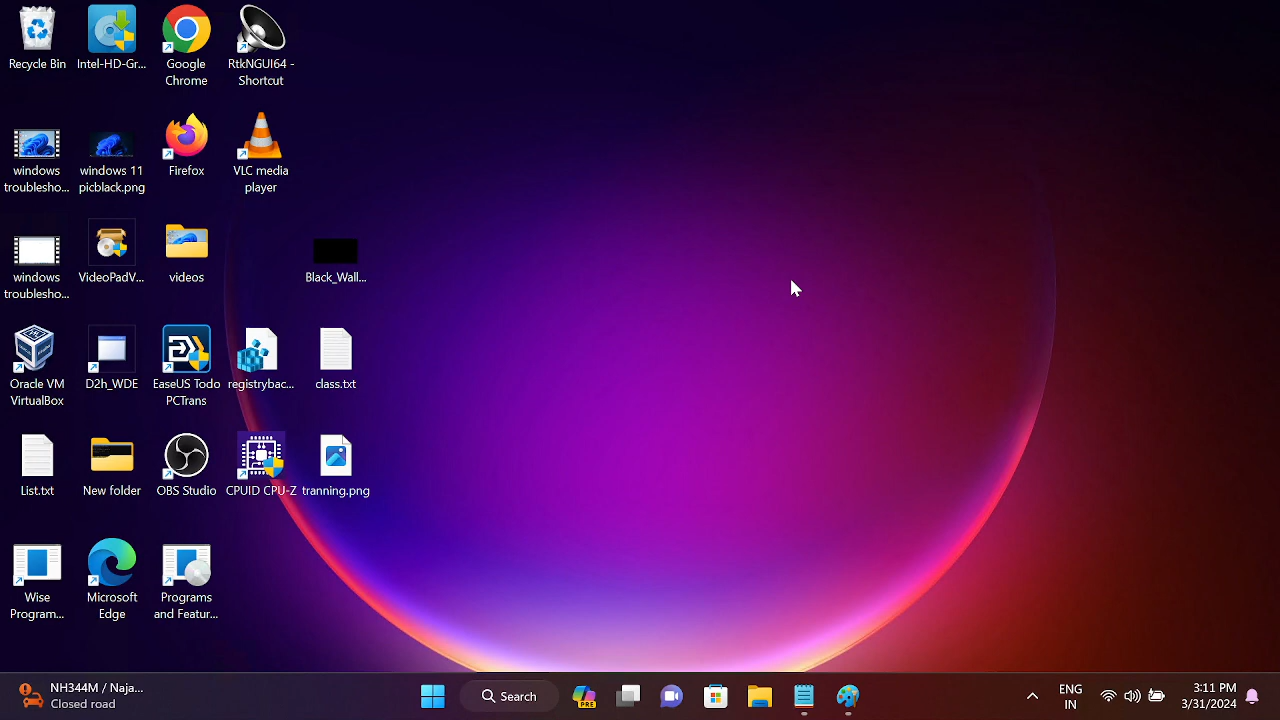 Recycle Bin
Intel-HD-Gr...
Google
Chrome
RtkNGUI64 -
Shortcut
windows
troublesho...
windows 11
picblack.png
Firefox
VLC media
player
windows
troublesho...
VideoPadV...
videos
Black_Wall...
Oracle VM
VirtualBox
D2h_WDE
EaseUS Todo
PCTrans
registrybac...
class.txt
List.txt
New folder
OBS Studio
CPUID CPU-Z
tranning.png
Wise
Program...
Microsoft
Edge
Programs
and Featur...
NH344M / Naja...
Closed road
Search
PRE
ENG
IN
3:11 PM
3/31/2024